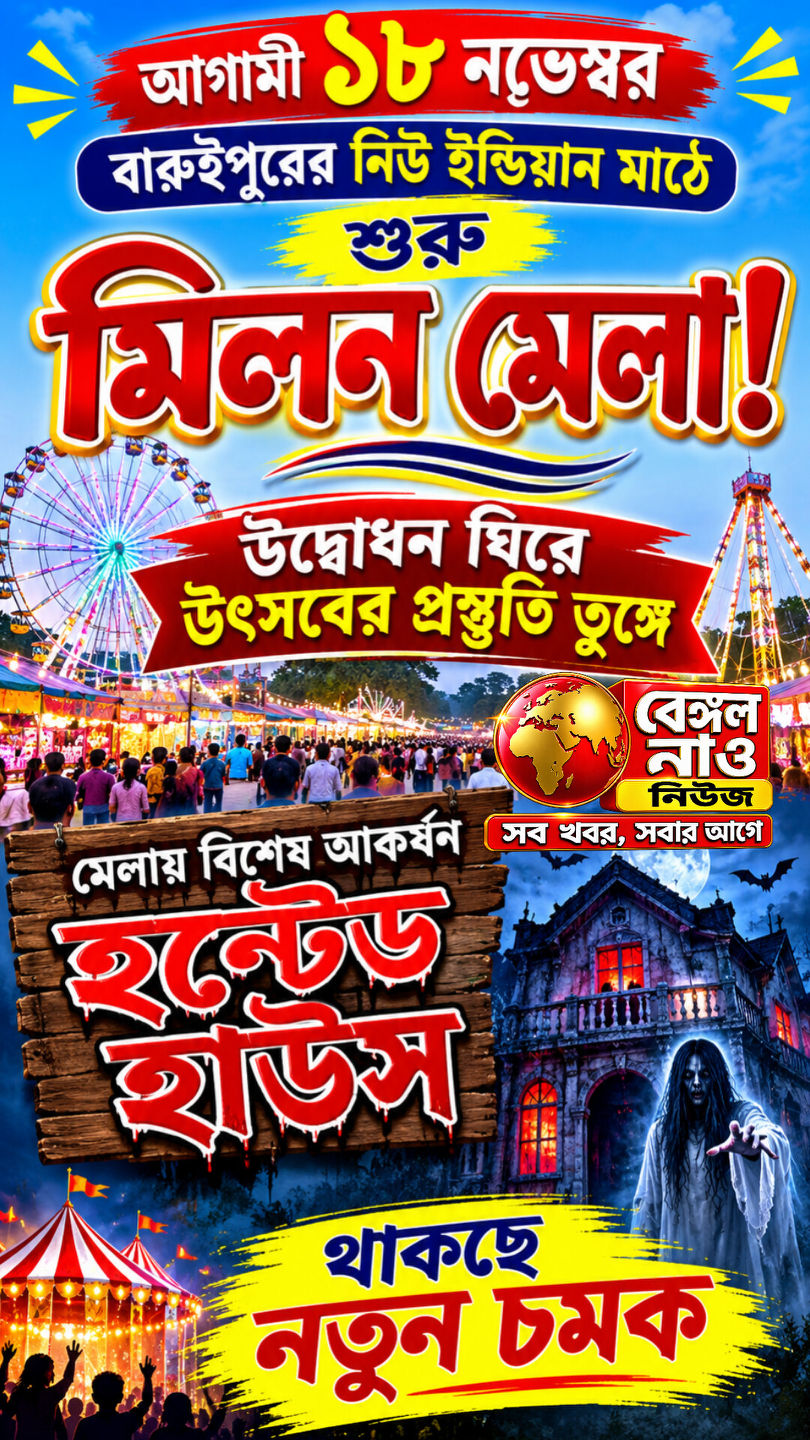 আগামী ১৮ নভেম্বর
বারুইপুরের নিউ ইন্ডিয়ান মাঠে
শুরু
মিলন মেলা!
উদ্বোধন ঘিরে
উৎসবের প্রস্তুতি তুঙ্গে
বেঙ্গল
নাও
নিউজ
সব খবর, সবার আগে
মেলায় বিশেষ আকর্ষন
হন্টেড
হাউস
থাকছে
নতুন চমক